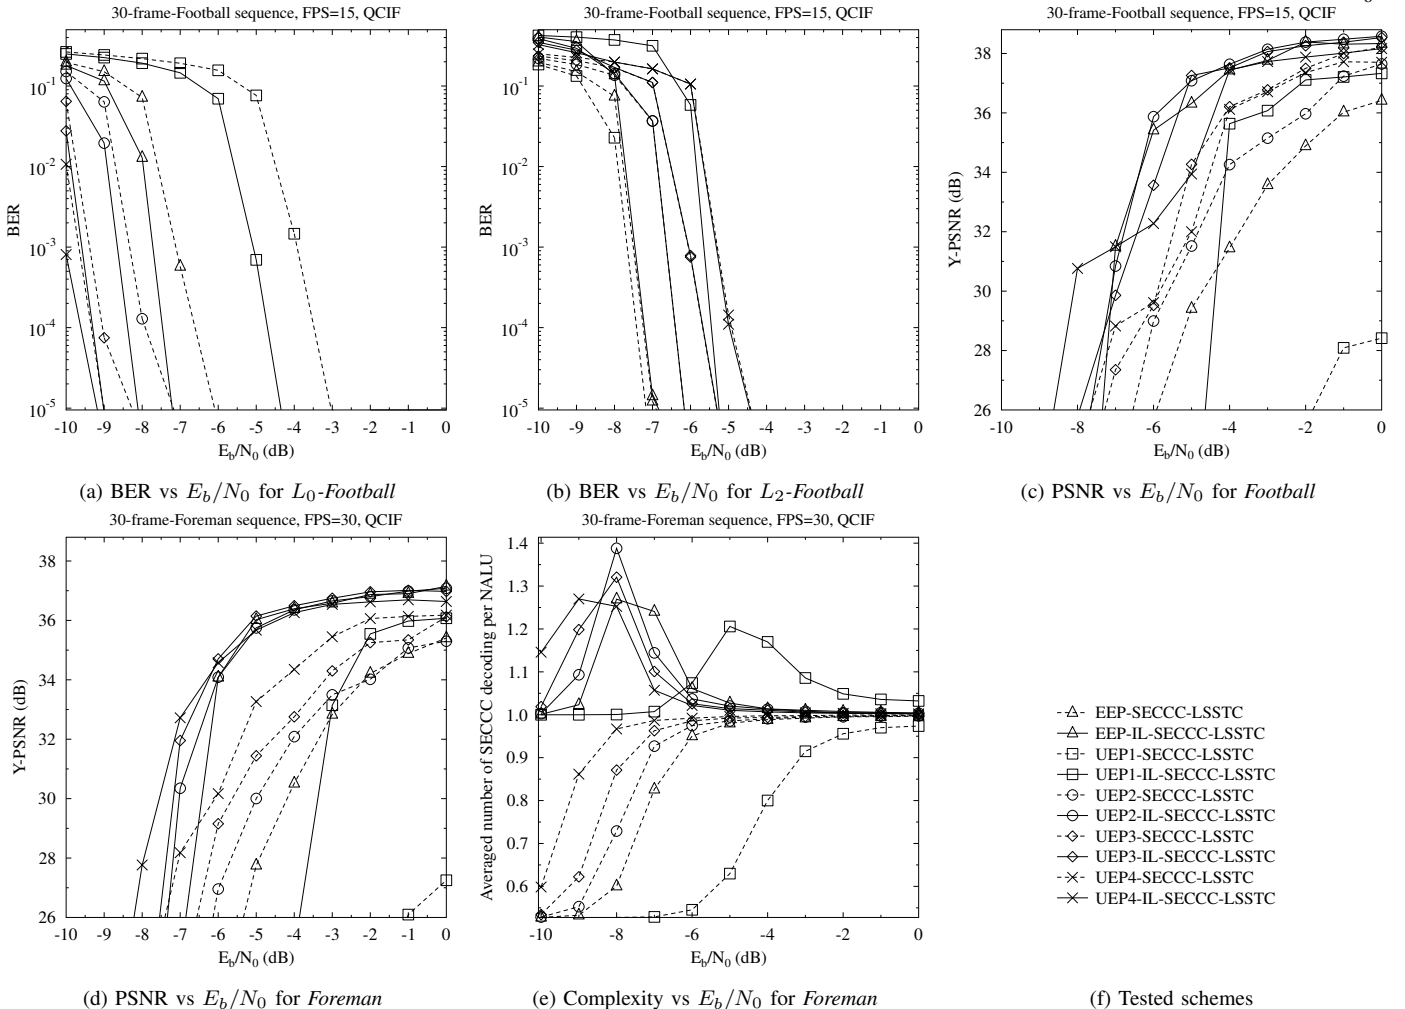 30-frame-Football sequence, FPS=15, QCIF
BER
10^-1
10^-2
10^-3
10^-4
10^-5
-10 -9 -8 -7 -6 -5 -4 -3 -2 -1 0
E_b/N_0 (dB)
(a) BER vs E_b/N_0 for L_0-Football
30-frame-Football sequence, FPS=15, QCIF
BER
10^-1
10^-2
10^-3
10^-4
10^-5
-10 -9 -8 -7 -6 -5 -4 -3 -2 -1 0
E_b/N_0 (dB)
(b) BER vs E_b/N_0 for L_2-Football
30-frame-Football sequence, FPS=15, QCIF
Y-PSNR (dB)
38
36
34
32
30
28
26
-8 -6 -4 -2 0
E_b/N_0 (dB)
(c) PSNR vs E_b/N_0 for Football
30-frame-Foreman sequence, FPS=30, QCIF
Y-PSNR (dB)
38
36
34
32
30
28
26
-10 -9 -8 -7 -6 -5 -4 -3 -2 -1 0
E_b/N_0 (dB)
(d) PSNR vs E_b/N_0 for Foreman
30-frame-Foreman sequence, FPS=30, QCIF
Averaged number of SECCC decoding per NALU
1.4
1.3
1.2
1.1
1.0
0.9
0.8
0.7
0.6
-10 -8 -6 -4 -2 0
E_b/N_0 (dB)
(e) Complexity vs E_b/N_0 for Foreman
EEP-SECCC-LSSTC
EEP-IL-SECCC-LSSTC
UEP1-SECCC-LSSTC
UEP1-IL-SECCC-LSSTC
UEP2-SECCC-LSSTC
UEP2-IL-SECCC-LSSTC
UEP3-SECCC-LSSTC
UEP3-IL-SECCC-LSSTC
UEP4-SECCC-LSSTC
UEP4-IL-SECCC-LSSTC
(f) Tested schemes